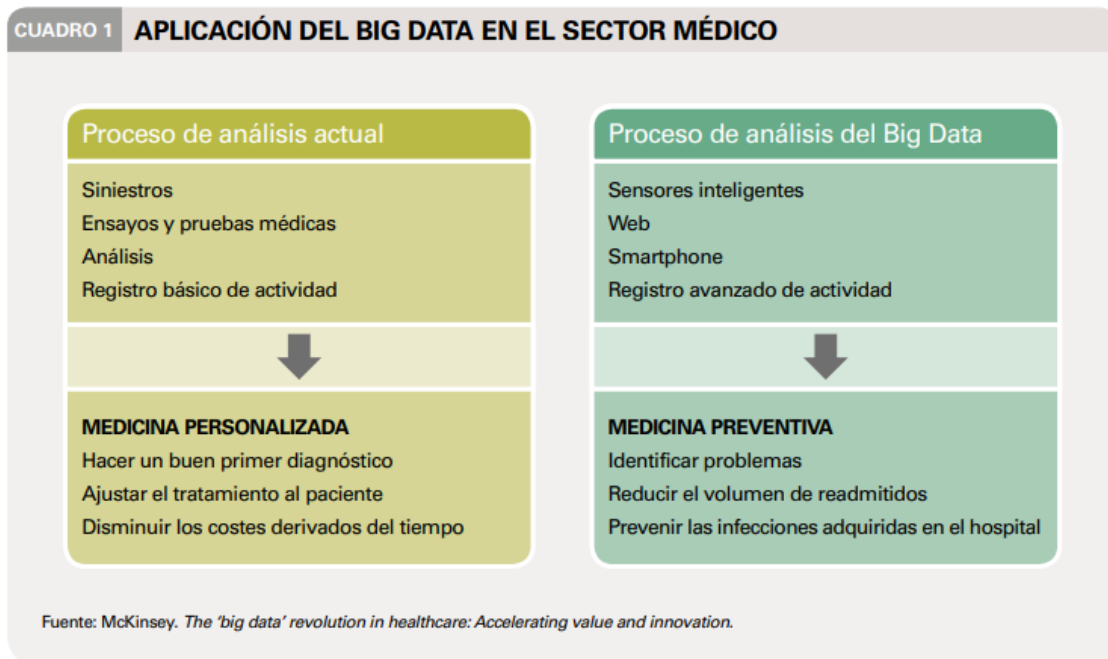 CUADRO 1 APLICACIÓN DEL BIG DATA EN EL SECTOR MÉDICO
Proceso de análisis actual
Siniestros
Ensayos y pruebas médicas
Análisis
Registro básico de actividad
MEDICINA PERSONALIZADA
Hacer un buen primer diagnóstico
Ajustar el tratamiento al paciente
Disminuir los costes derivados del tiempo
Proceso de análisis del Big Data
Sensores inteligentes
Web
Smartphone
Registro avanzado de actividad
MEDICINA PREVENTIVA
Identificar problemas
Reducir el volumen de readmitidos
Prevenir las infecciones adquiridas en el hospital
Fuente: McKinsey. The ‘big data’ revolution in healthcare: Accelerating value and innovation.